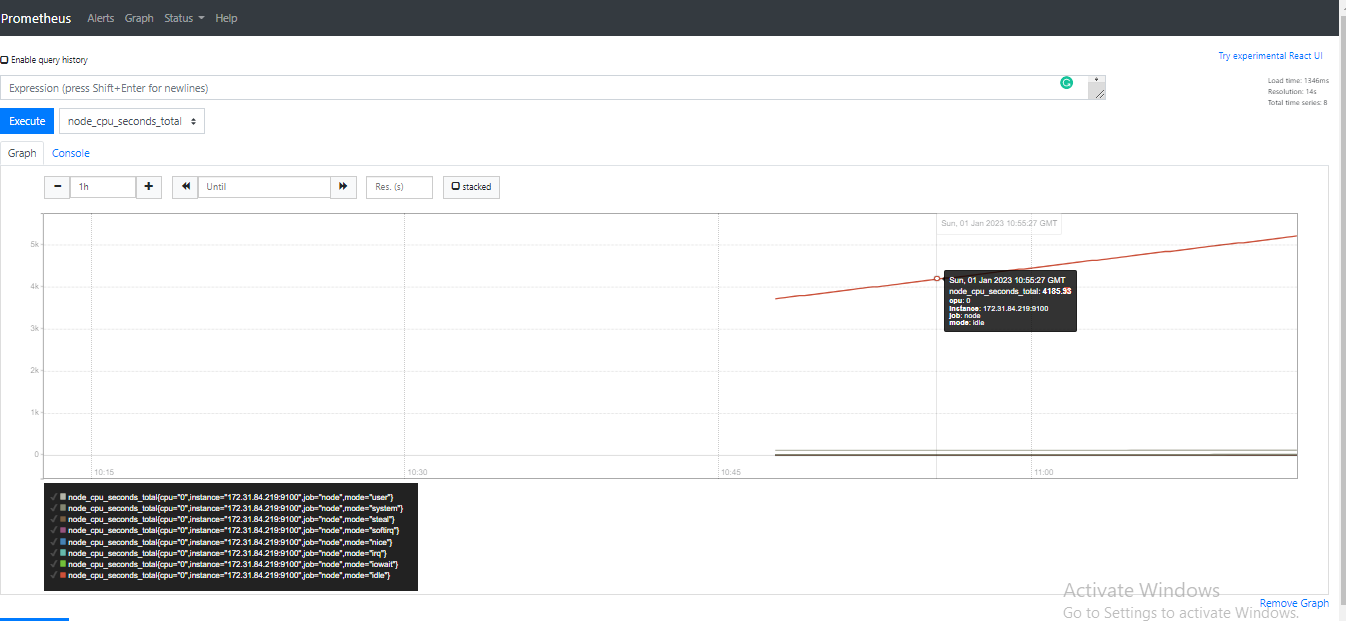 Prometheus Alerts Graph Status Help
Enable query history
Try experimental React UI
Expression (press Shift+Enter for newlines)
Load time: 1346ms
Resolution: 14s
Total time series: 8
Execute node_cpu_seconds_total
Graph Console
1h Until Res. (s) stacked
Sun, 01 Jan 2023 10:55:27 GMT
5k
4k
3k
2k
1k
0
Sun, 01 Jan 2023 10:55:27 GMT
node_cpu_seconds_total: 4185.93
cpu: 0
instance: 172.31.84.219:9100
job: node
mode: idle
10:15 10:30 10:45 11:00
node_cpu_seconds_total{cpu="0",instance="172.31.84.219:9100",job="node",mode="user"}
node_cpu_seconds_total{cpu="0",instance="172.31.84.219:9100",job="node",mode="system"}
node_cpu_seconds_total{cpu="0",instance="172.31.84.219:9100",job="node",mode="steal"}
node_cpu_seconds_total{cpu="0",instance="172.31.84.219:9100",job="node",mode="softirq"}
node_cpu_seconds_total{cpu="0",instance="172.31.84.219:9100",job="node",mode="nice"}
node_cpu_seconds_total{cpu="0",instance="172.31.84.219:9100",job="node",mode="irq"}
node_cpu_seconds_total{cpu="0",instance="172.31.84.219:9100",job="node",mode="iowait"}
node_cpu_seconds_total{cpu="0",instance="172.31.84.219:9100",job="node",mode="idle"}
Activate Windows
Remove Graph
Go to Settings to activate Windows.